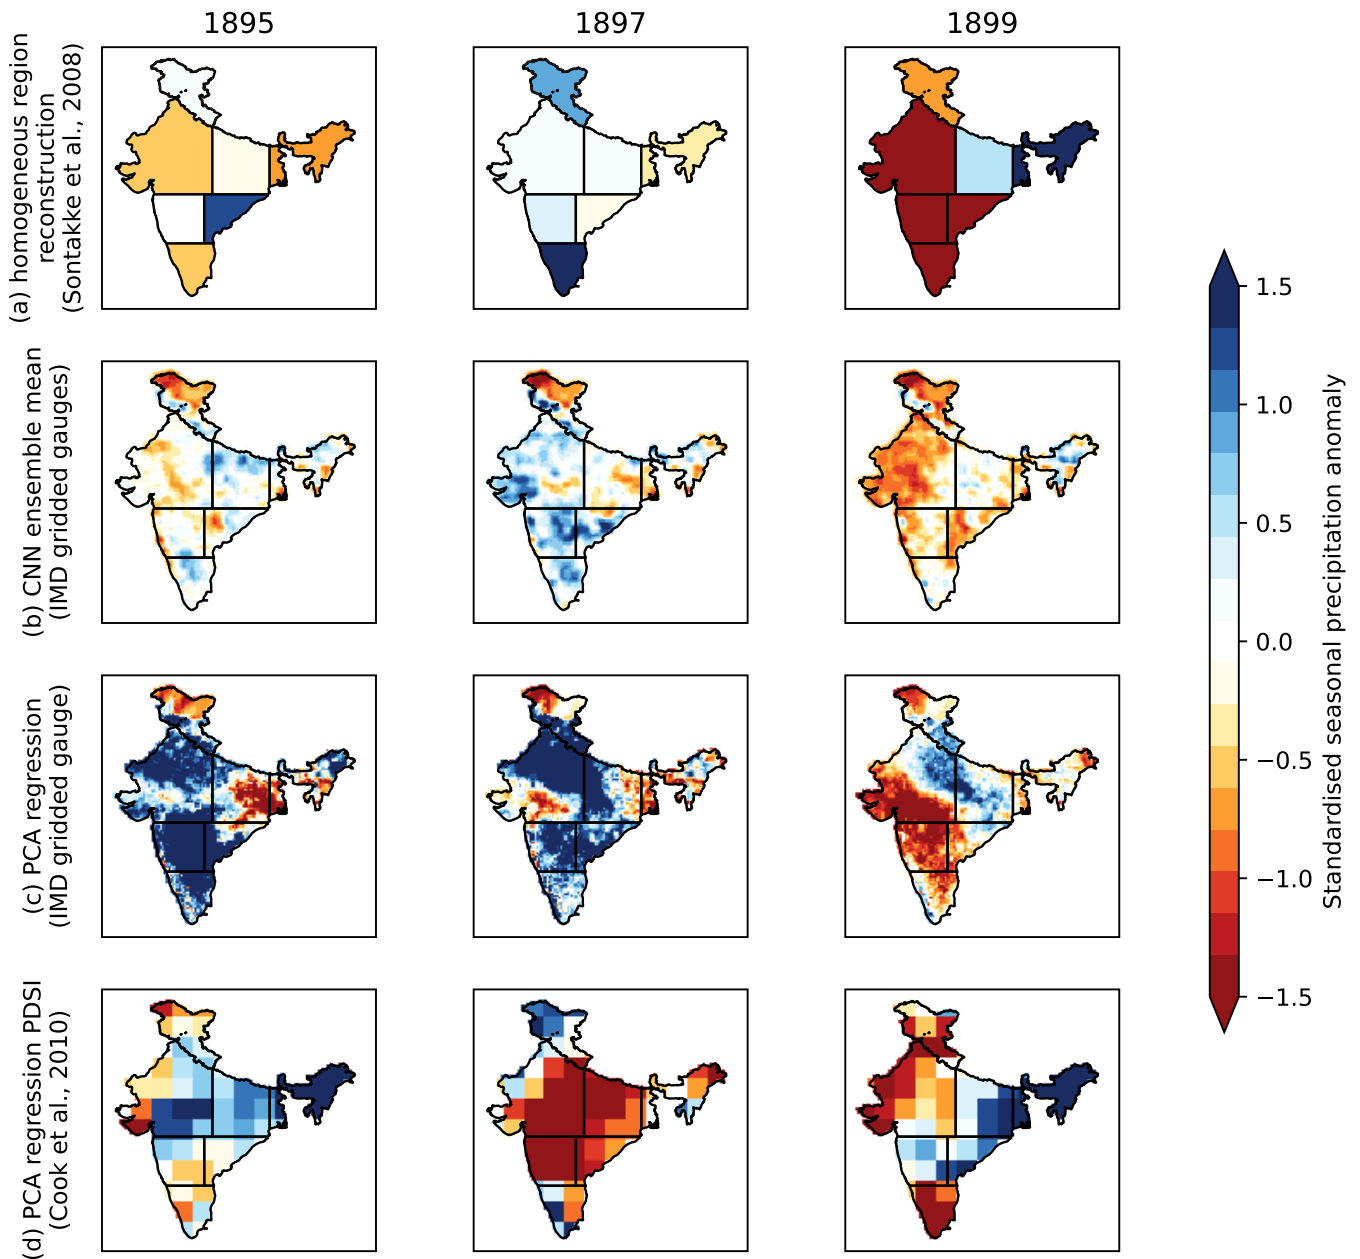 1895
1897
1899
(a) homogeneous region
reconstruction
(Sontakke et al., 2008)
(b) CNN ensemble mean
(IMD gridded gauges)
(c) PCA regression
(IMD gridded gauge)
(d) PCA regression PDSI
(Cook et al., 2010)
1.5
1.0
0.5
0.0
−0.5
−1.0
−1.5
Standardised seasonal precipitation anomaly